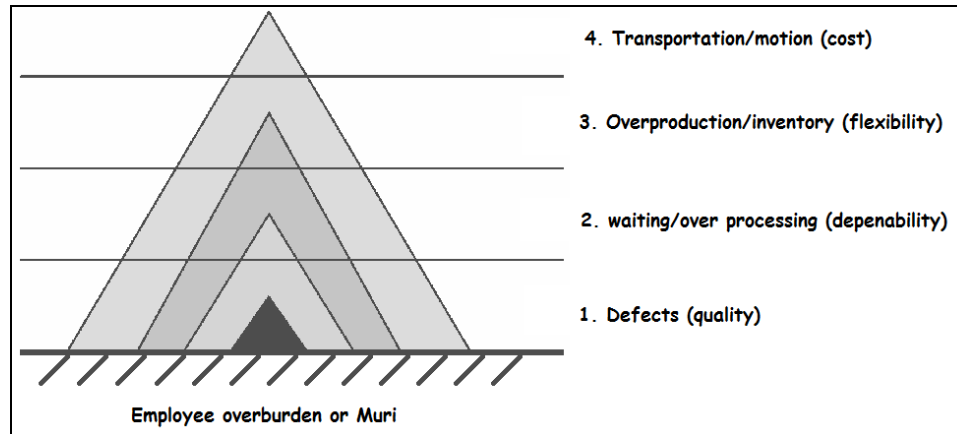 4. Transportation/motion (cost)
3. Overproduction/inventory (flexibility)
2. waiting/over processing (depenability)
1. Defects (quality)
Employee overburden or Muri